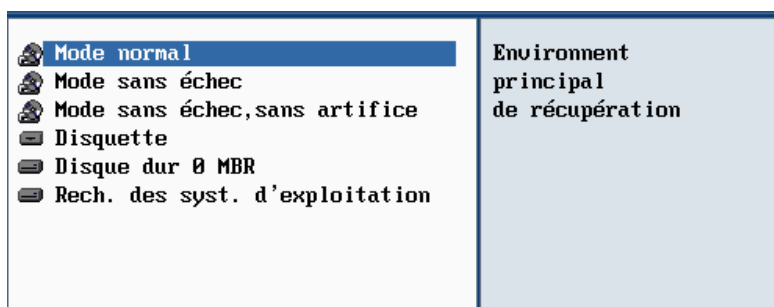 Mode normal
Mode sans échec
Mode sans échec,sans artifice
Disquette
Disque dur 0 MBR
Rech. des syst. d'exploitation
Environnent
principal
de récupération